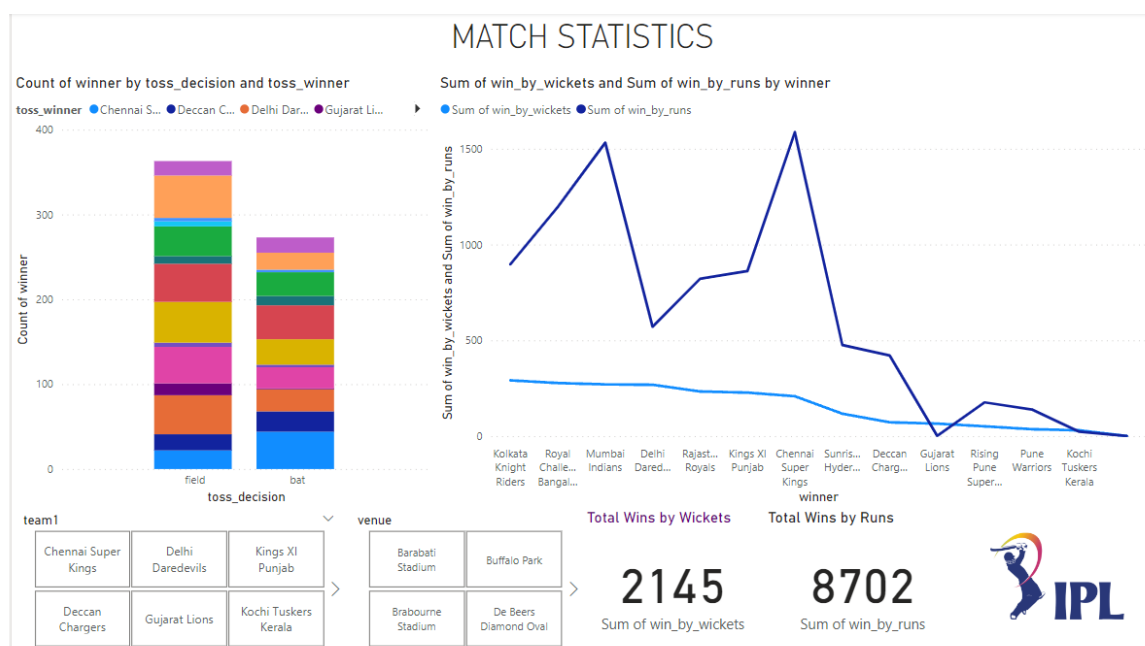 MATCH STATISTICS
Count of winner by toss_decision and toss_winner
toss_winner Chennai S... Deccan C... Delhi Dar... Gujarat Li...
Count of winner
400
300
200
100
0
field bat
toss_decision
Sum of win_by_wickets and Sum of win_by_runs by winner
Sum of win_by_wickets Sum of win_by_runs
Sum of win_by_wickets and Sum of win_by_runs
1500
1000
500
0
Kolkata Royal Mumbai Delhi Rajast... Kings XI Chennai Sunris... Deccan Gujarat Rising Pune Kochi
Knight Challe... Indians Dared... Royals Punjab Super Hyder... Charg... Lions Pune Warriors Tuskers
Riders Bangal... Kings Super... Kerala
winner
team1
Chennai Super Delhi Kings XI
Kings Daredevils Punjab
Deccan Gujarat Lions Kochi Tuskers
Chargers Kerala
venue
Barabati Buffalo Park
Stadium
Brabourne De Beers
Stadium Diamond Oval
Total Wins by Wickets
2145
Sum of win_by_wickets
Total Wins by Runs
8702
Sum of win_by_runs
IPL